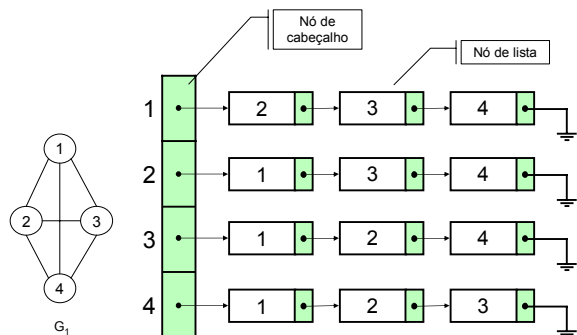 Nó de
cabeçalho
Nó de lista
1 2 3 4
2 1 3 4
3 1 2 4
4 1 2 3
1
2 3
4
G1